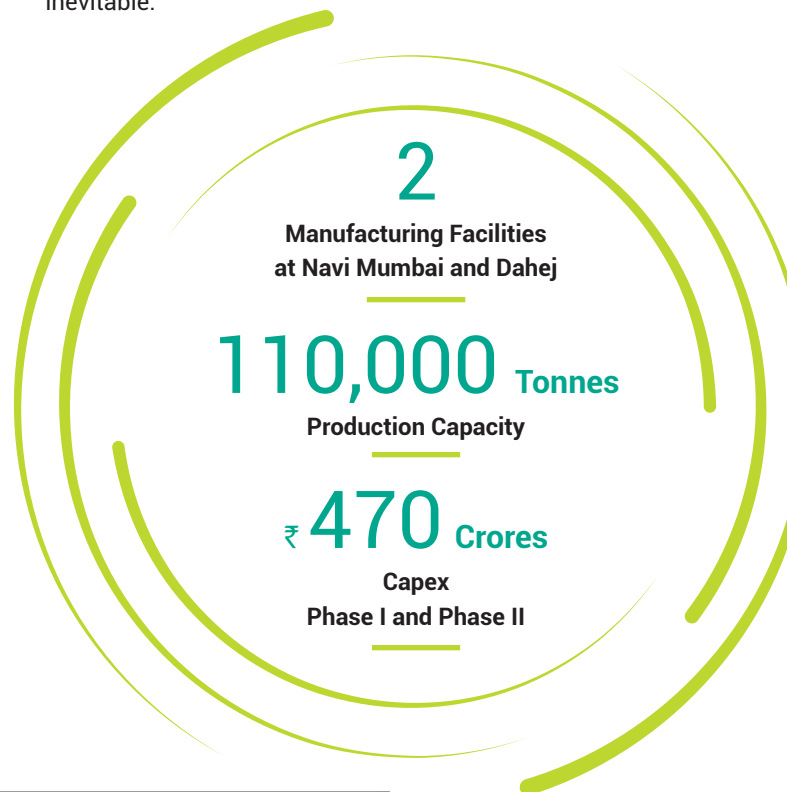 inevitable.
2
Manufacturing Facilities
at Navi Mumbai and Dahej
110,000 Tonnes
Production Capacity
₹ 470 Crores
Capex
Phase I and Phase II